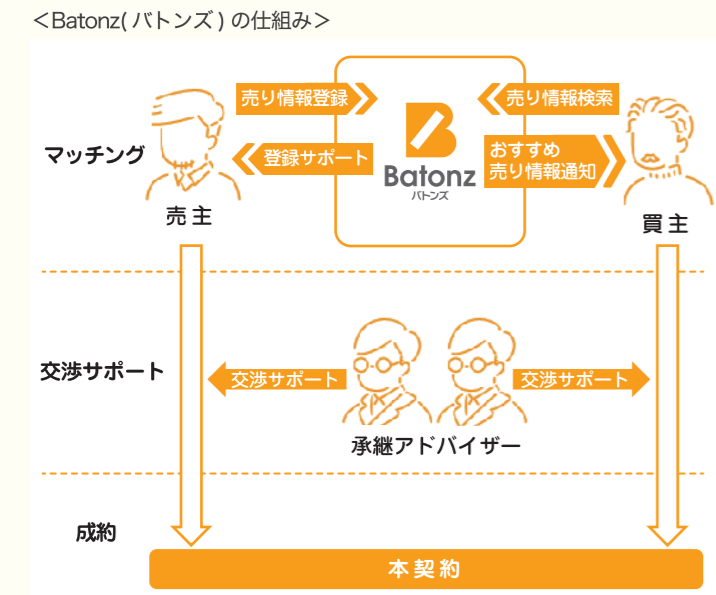 ＜Batonz(バトンズ)の仕組み＞
売り情報登録
売り情報検索
マッチング
登録サポート
おすすめ
売り情報通知
Batonz
バトンズ
売主
買主
交渉サポート
交渉サポート
交渉サポート
承継アドバイザー
成約
本契約